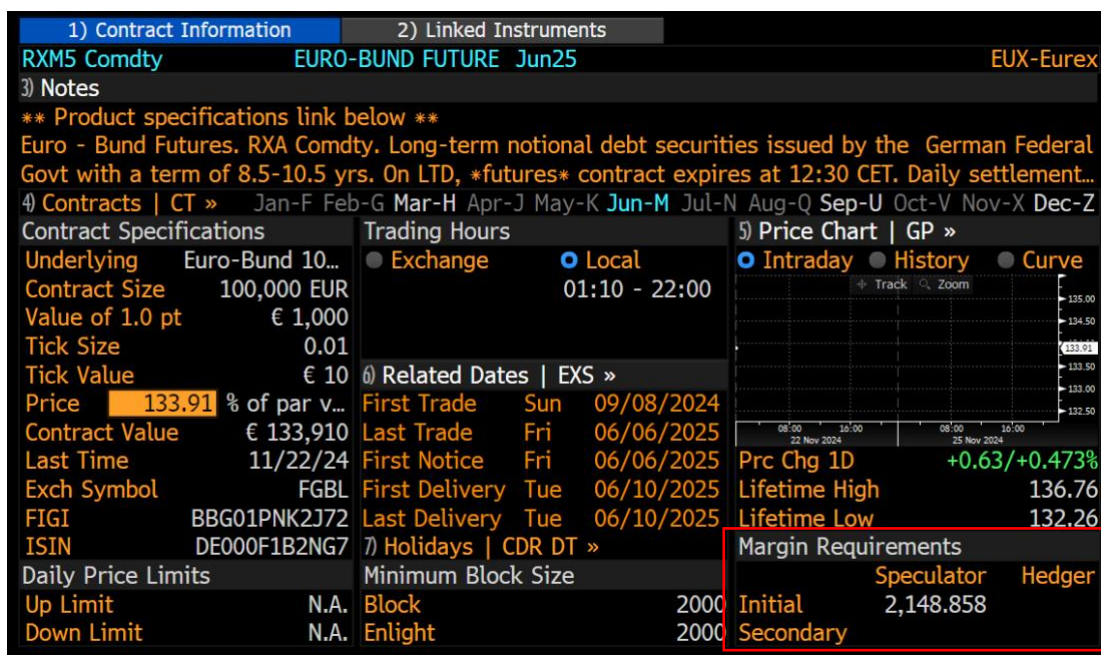 1) Contract Information 2) Linked Instruments
RXM5 Comdty EURO-BUND FUTURE Jun25 EUX-Eurex
3) Notes
** Product specifications link below **
Euro - Bund Futures. RXA Comdty. Long-term notional debt securities issued by the German Federal
Govt with a term of 8.5-10.5 yrs. On LTD, *futures* contract expires at 12:30 CET. Daily settlement…
4) Contracts | CT » Jan-F Feb-G Mar-H Apr-J May-K Jun-M Jul-N Aug-Q Sep-U Oct-V Nov-X Dec-Z
Contract Specifications
Underlying Euro-Bund 10…
Contract Size 100,000 EUR
Value of 1.0 pt € 1,000
Tick Size 0.01
Tick Value € 10
Price 133.91 % of par v…
Contract Value € 133,910
Last Time 11/22/24
Exch Symbol FGBL
FIGI BBG01PNK2J72
ISIN DE000F1B2NG7
Daily Price Limits
Up Limit N.A.
Down Limit N.A.
Trading Hours
Exchange Local
01:10 - 22:00
6) Related Dates | EXS »
First Trade Sun 09/08/2024
Last Trade Fri 06/06/2025
First Notice Fri 06/06/2025
First Delivery Tue 06/10/2025
Last Delivery Tue 06/10/2025
7) Holidays | CDR DT »
Minimum Block Size
Block 2000
Enlight 2000
5) Price Chart | GP »
Intraday History Curve
Track Zoom
135.00
134.50
133.91
133.50
133.00
132.50
08:00 16:00 08:00 16:00
22 Nov 2024 25 Nov 2024
Prc Chg 1D +0.63/+0.473%
Lifetime High 136.76
Lifetime Low 132.26
Margin Requirements
Speculator Hedger
Initial 2,148.858
Secondary